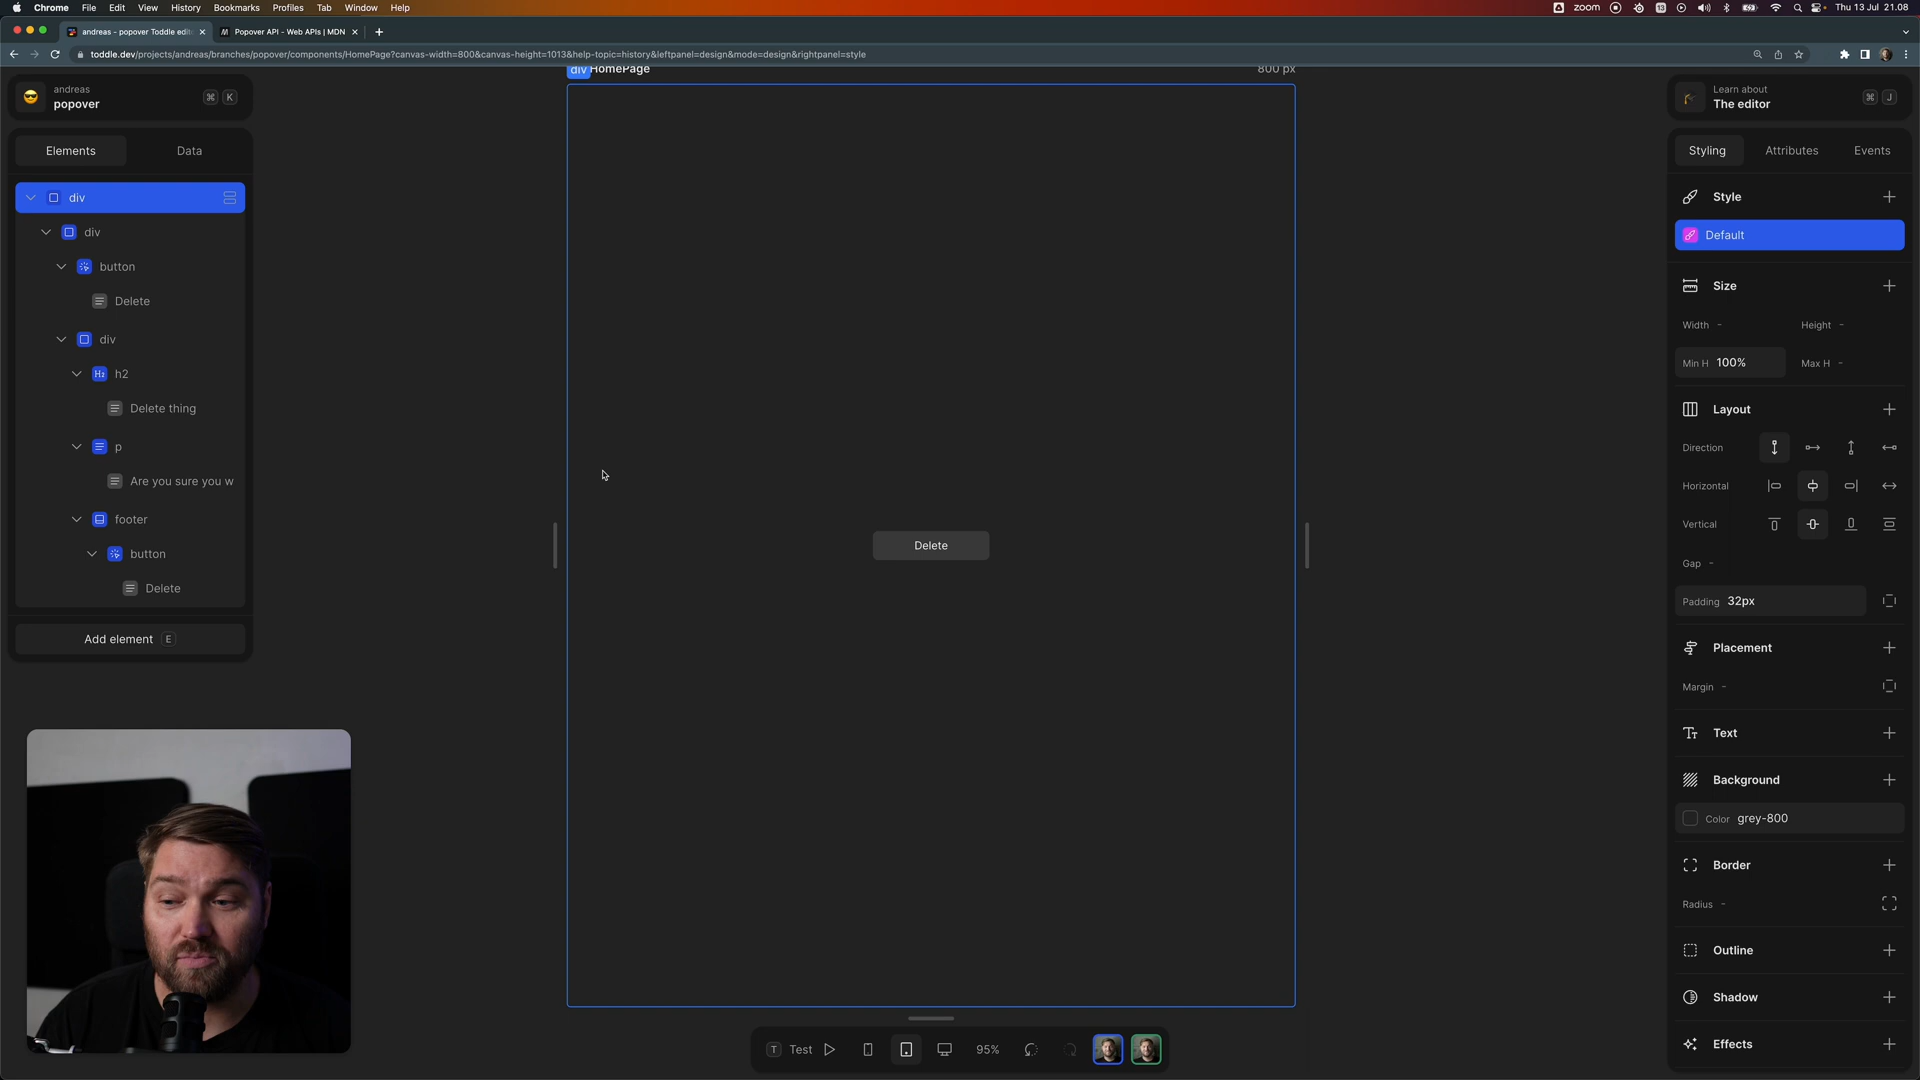 Chrome File Edit View History Bookmarks Profiles Tab Window Help
zoom 13 Thu 13 Jul 21.08
andreas - popover Toddle edit
Popover API - Web APIs | MDN
toddle.dev/projects/andreas/branches/popover/components/HomePage?canvas-width=800&canvas-height=1013&help-topic=history&leftpanel=design&mode=design&rightpanel=style
andreas
popover
⌘ K
Elements Data
div
div
button
Delete
div
h2
Delete thing
p
Are you sure you w
footer
button
Delete
Add element E
div HomePage 800 px
Delete
T Test 95%
Learn about
The editor
⌘ J
Styling Attributes Events
Style
Default
Size
Width - Height -
Min H 100% Max H -
Layout
Direction
Horizontal
Vertical
Gap -
Padding 32px
Placement
Margin -
Text
Background
Color grey-800
Border
Radius -
Outline
Shadow
Effects